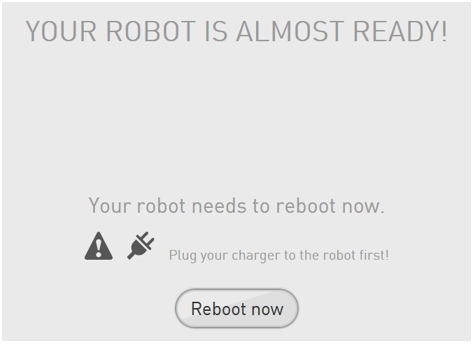 YOUR ROBOT IS ALMOST READY!
Your robot needs to reboot now.
Plug your charger to the robot first!
Reboot now